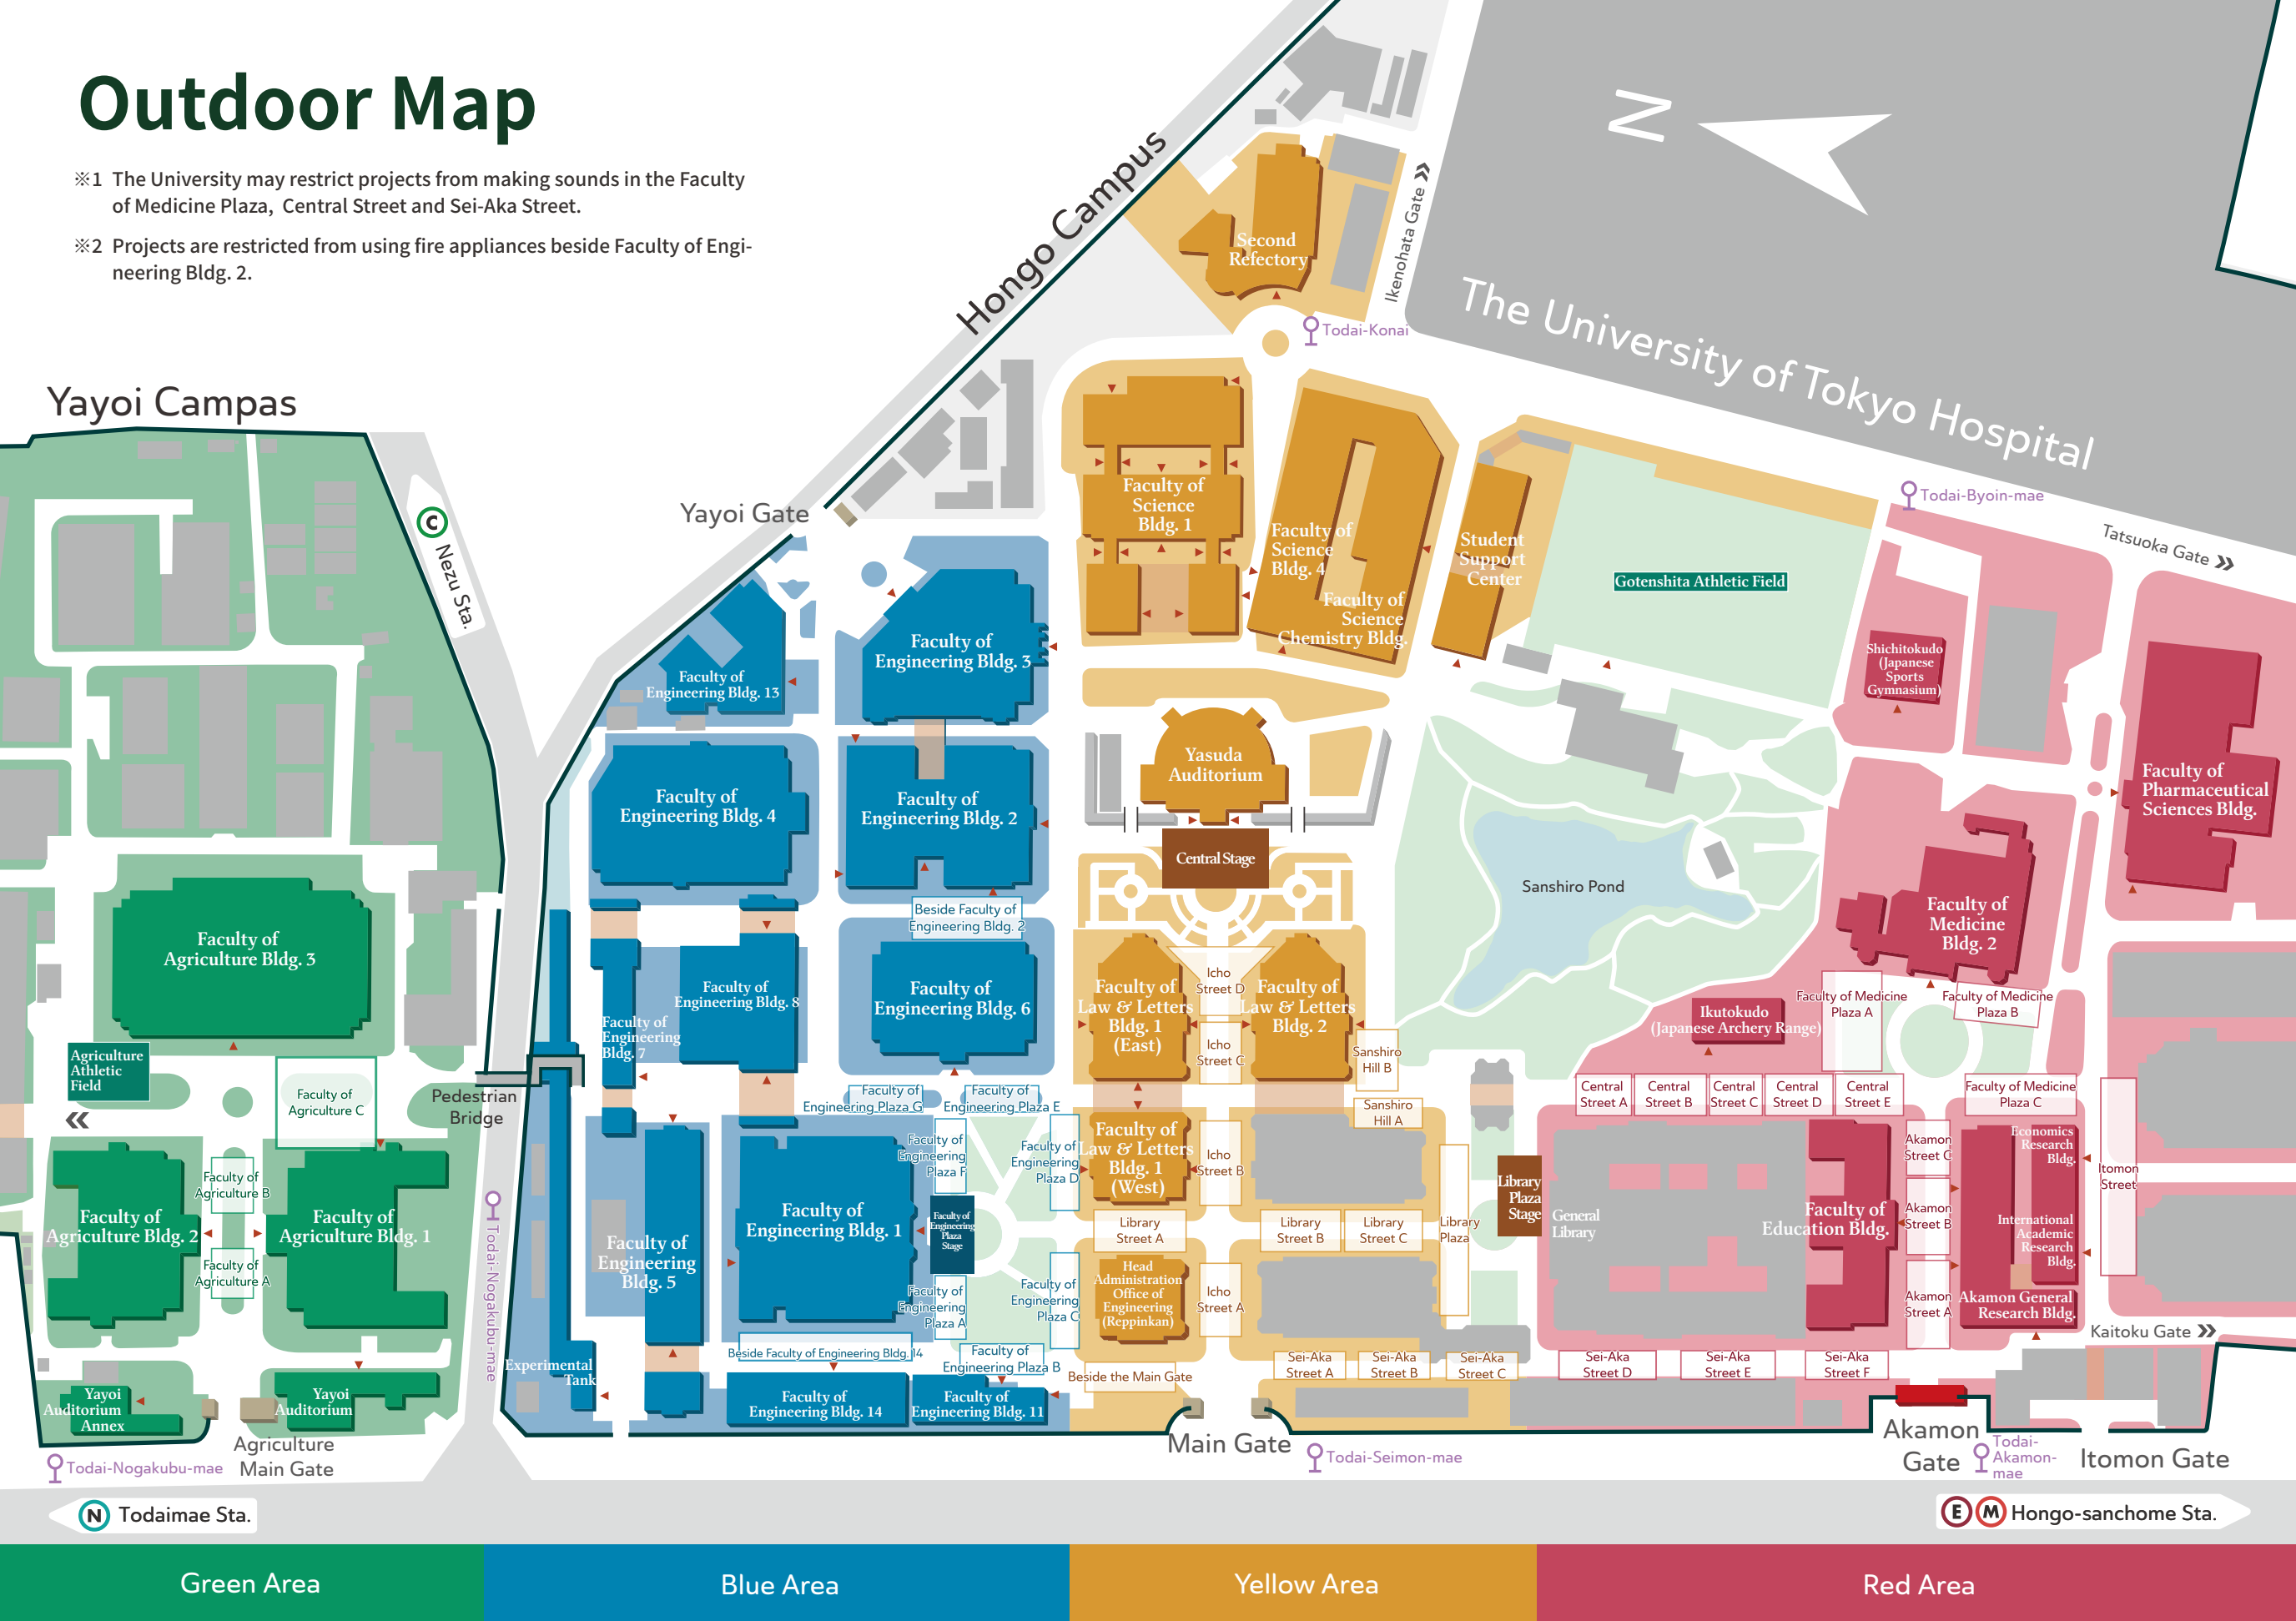 Outdoor Map
※1 The University may restrict projects from making sounds in the Faculty
of Medicine Plaza, Central Street and Sei-Aka Street.
※2 Projects are restricted from using fire appliances beside Faculty of Engi-
neering Bldg. 2.
Yayoi Campas
Hongo Campus
N
The University of Tokyo Hospital
Ikenohata Gate »
Second
Refectory
Todai-Konai
Yayoi Gate
C
Nezu Sta.
Faculty of
Science
Bldg. 1
Faculty of
Science
Bldg. 4
Faculty of
Science
Chemistry Bldg.
Student
Support
Center
Gotenshita Athletic Field
Todai-Byoin-mae
Tatsuoka Gate »
Shichitokudo
(Japanese
Sports
Gymnasium)
Faculty of
Pharmaceutical
Sciences Bldg.
Faculty of
Engineering Bldg. 13
Faculty of
Engineering Bldg. 3
Faculty of
Engineering Bldg. 4
Faculty of
Engineering Bldg. 2
Yasuda
Auditorium
Central Stage
Sanshiro Pond
Faculty of
Medicine
Bldg. 2
Beside Faculty of
Engineering Bldg. 2
Faculty of
Agriculture Bldg. 3
Agriculture
Athletic
Field
«
Faculty of
Agriculture C
Pedestrian
Bridge
Faculty of
Engineering
Bldg. 7
Faculty of
Engineering Bldg. 8
Faculty of
Engineering Bldg. 6
Faculty of
Law & Letters
Bldg. 1
(East)
Icho
Street D
Icho
Street C
Faculty of
Law & Letters
Bldg. 2
Sanshiro
Hill B
Sanshiro
Hill A
Ikutokudo
(Japanese Archery Range)
Faculty of Medicine
Plaza A
Faculty of Medicine
Plaza B
Central
Street A
Central
Street B
Central
Street C
Central
Street D
Central
Street E
Faculty of Medicine
Plaza C
Faculty of
Engineering Plaza G
Faculty of
Engineering Plaza E
Faculty of
Engineering
Plaza F
Faculty of
Engineering
Plaza D
Faculty of
Law & Letters
Bldg. 1
(West)
Icho
Street B
Library
Plaza
Stage
General
Library
Faculty of
Education Bldg.
Akamon
Street C
Akamon
Street B
Akamon
Street A
Economics
Research
Bldg.
International
Academic
Research
Bldg.
Akamon General
Research Bldg.
Itomon
Street
Faculty of
Agriculture Bldg. 2
Faculty of
Agriculture B
Faculty of
Agriculture A
Faculty of
Agriculture Bldg. 1
Todai-Nogakubu-mae
Faculty of
Engineering
Bldg. 5
Faculty of
Engineering Bldg. 1
Faculty of
Engineering
Plaza
Stage
Faculty of
Engineering
Plaza A
Faculty of
Engineering
Plaza C
Library
Street A
Library
Street B
Library
Street C
Library
Plaza
Head
Administration
Office of
Engineering
(Reppinkan)
Icho
Street A
Kaitoku Gate »
Experimental
Tank
Beside Faculty of Engineering Bldg. 14
Faculty of
Engineering Plaza B
Beside the Main Gate
Sei-Aka
Street A
Sei-Aka
Street B
Sei-Aka
Street C
Sei-Aka
Street D
Sei-Aka
Street E
Sei-Aka
Street F
Yayoi
Auditorium
Annex
Yayoi
Auditorium
Faculty of
Engineering Bldg. 14
Faculty of
Engineering Bldg. 11
Agriculture
Main Gate
Todai-Nogakubu-mae
Main Gate
Todai-Seimon-mae
Akamon
Gate
Todai-
Akamon-
mae
Itomon Gate
N Todaimae Sta.
E M Hongo-sanchome Sta.
Green Area
Blue Area
Yellow Area
Red Area